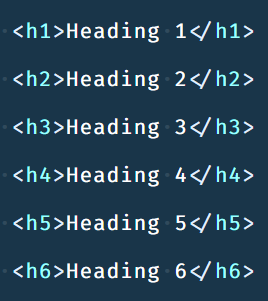 <h1>Heading 1</h1>
<h2>Heading 2</h2>
<h3>Heading 3</h3>
<h4>Heading 4</h4>
<h5>Heading 5</h5>
<h6>Heading 6</h6>